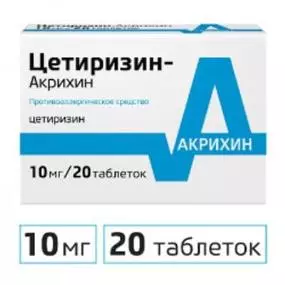 Цетиризин-
Акрихин
Противоаллергическое средство
цетиризин
АКРИХИН
10 мг/20 таблеток
10 мг 20 таблеток